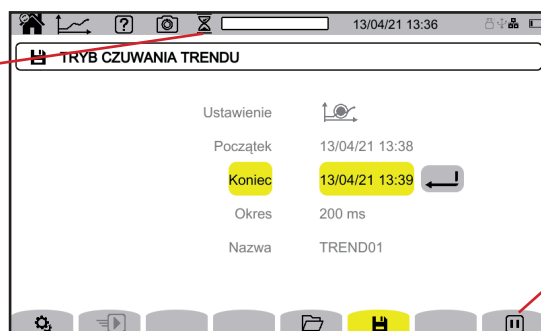 13/04/21 13:36
TRYB CZUWANIA TRENDU
Ustawienie
Początek 13/04/21 13:38
Koniec 13/04/21 13:39
Okres 200 ms
Nazwa TREND01